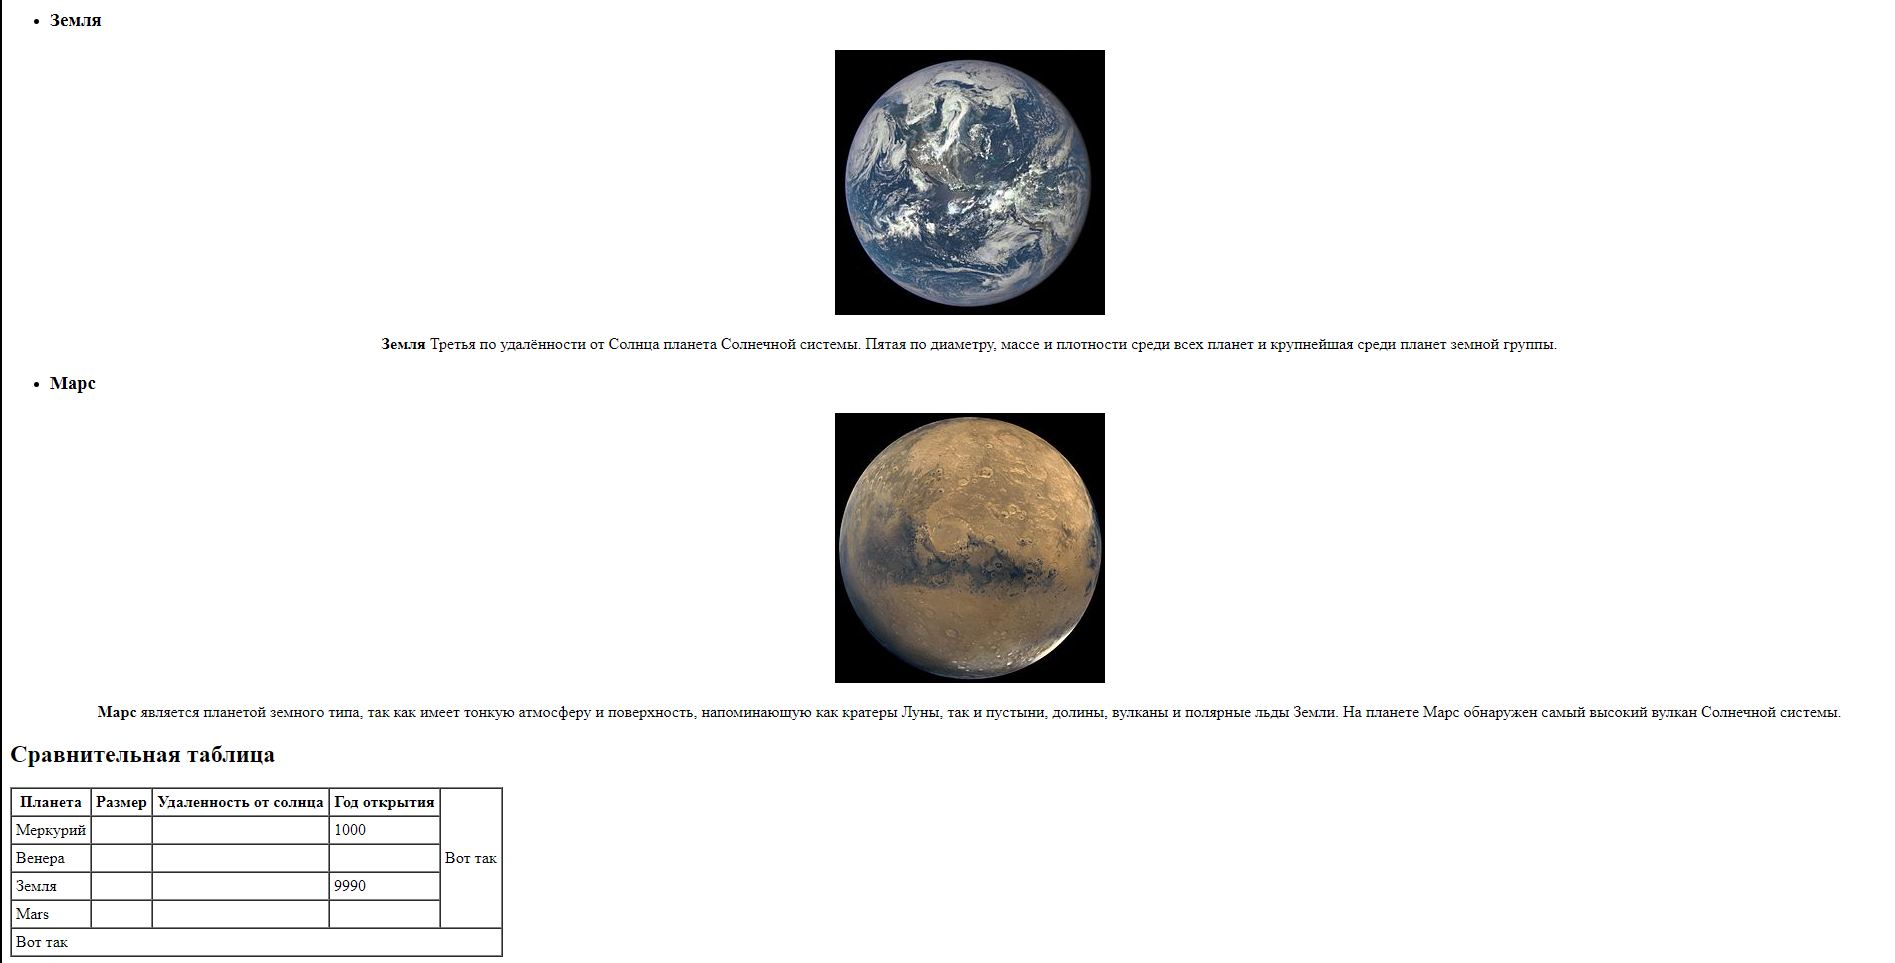 Земля
Земля Третья по удалённости от Солнца планета Солнечной системы. Пятая по диаметру, массе и плотности среди всех планет и крупнейшая среди планет земной группы.
Марс
Марс является планетой земного типа, так как имеет тонкую атмосферу и поверхность, напоминающую как кратеры Луны, так и пустыни, долины, вулканы и полярные льды Земли. На планете Марс обнаружен самый высокий вулкан Солнечной системы.
Сравнительная таблица
Планета Размер Удаленность от солнца Год открытия
Меркурий 1000
Венера Вот так
Земля 9990
Mars
Вот так